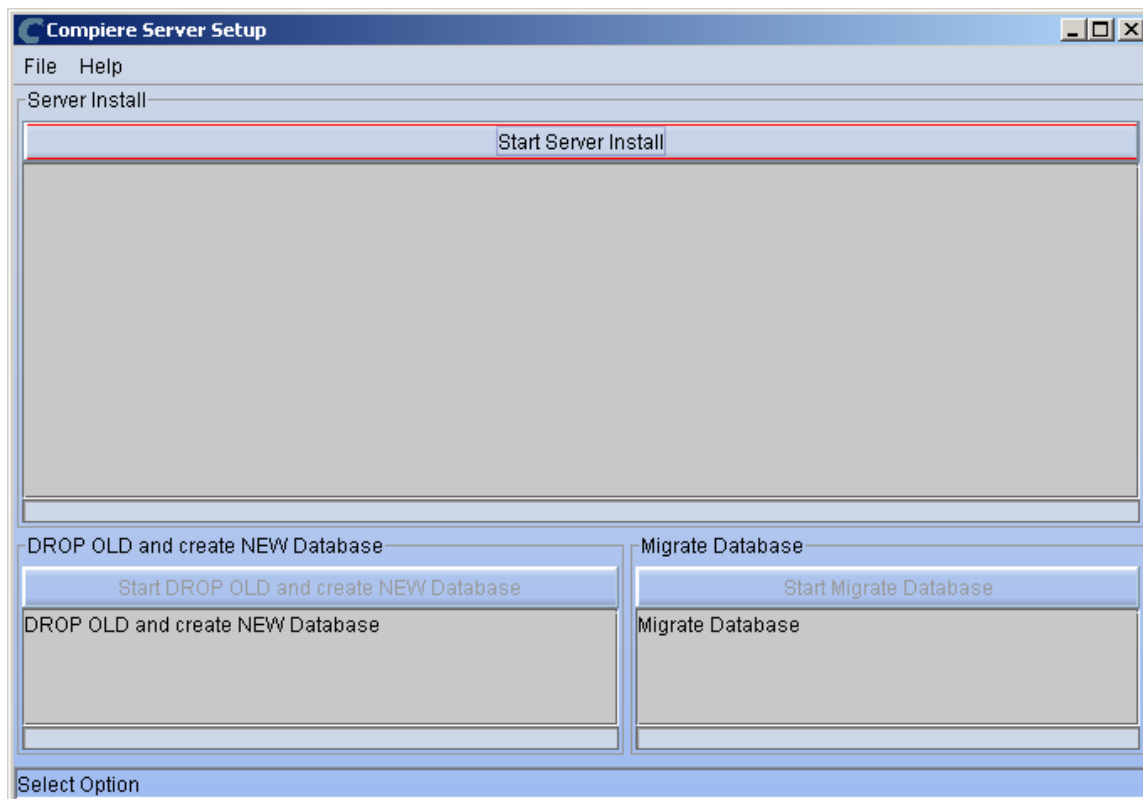 Compiere Server Setup
File Help
Server Install
Start Server Install
DROP OLD and create NEW Database
Migrate Database
Start DROP OLD and create NEW Database
Start Migrate Database
DROP OLD and create NEW Database
Migrate Database
Select Option